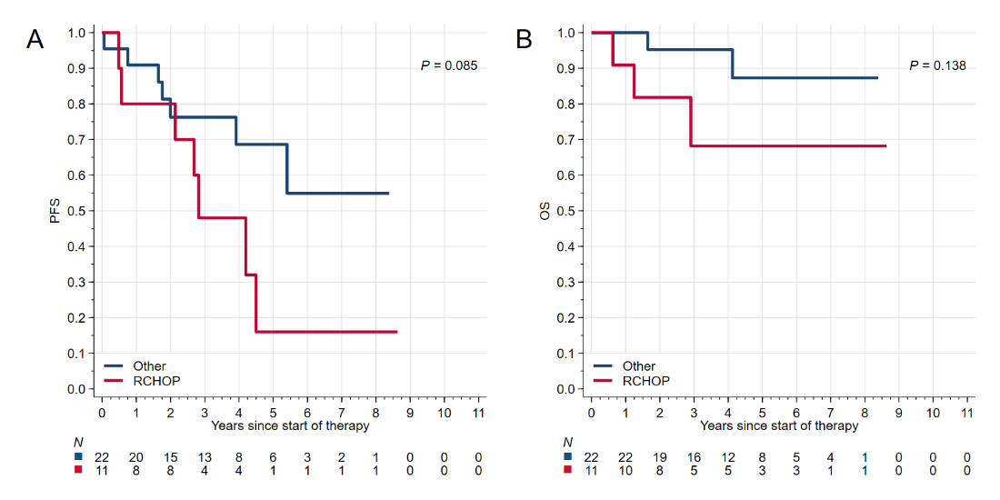 A
1.0
0.9
0.8
0.7
0.6
0.5
0.4
0.3
0.2
0.1
0.0
PFS
P = 0.085
Other
RCHOP
0 1 2 3 4 5 6 7 8 9 10 11
Years since start of therapy
N
22 20 15 13 8 6 3 2 1 0 0 0
11 8 8 4 4 1 1 1 1 0 0 0
B
1.0
0.9
0.8
0.7
0.6
0.5
0.4
0.3
0.2
0.1
0.0
OS
P = 0.138
Other
RCHOP
0 1 2 3 4 5 6 7 8 9 10 11
Years since start of therapy
N
22 22 19 16 12 8 5 4 1 0 0 0
11 10 8 5 5 3 3 1 1 0 0 0